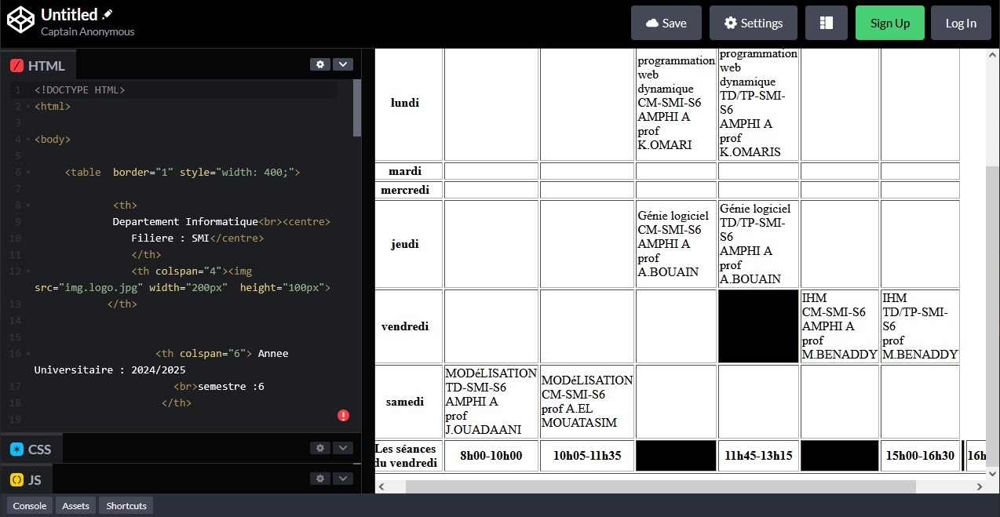 Untitled
Captain Anonymous
Save
Settings
Sign Up
Log In
HTML
1 <!DOCTYPE HTML>
2 <html>
3
4 <body>
5
6 <table  border="1" style="width: 400;">
7
8 <th>
9 Departement Informatique<br><centre>
10 Filiere : SMI</centre>
11 </th>
12 <th colspan="4"><img
src="img.logo.jpg" width="200px"  height="100px">
13 </th>
14
15
16 <th colspan="6"> Annee
Universitaire : 2024/2025
17 <br>semestre :6
18 </th>
19
CSS
JS
Console
Assets
Shortcuts
lundi
programmation
web
dynamique
CM-SMI-S6
AMPHI A
prof
K.OMARI
programmation
web
dynamique
TD/TP-SMI-
S6
AMPHI A
prof
K.OMARIS
mardi
mercredi
jeudi
Génie logiciel
CM-SMI-S6
AMPHI A
prof
A.BOUAIN
Génie logiciel
TD/TP-SMI-
S6
AMPHI A
prof
A.BOUAIN
vendredi
IHM
CM-SMI-S6
AMPHI A
prof
M.BENADDY
IHM
TD/TP-SMI-
S6
prof
M.BENADDY
samedi
MODéLISATION
TD-SMI-S6
AMPHI A
prof
J.OUADAANI
MODéLISATION
CM-SMI-S6
prof A.EL
MOUATASIM
Les séances
du vendredi
8h00-10h00
10h05-11h35
11h45-13h15
15h00-16h30
16h